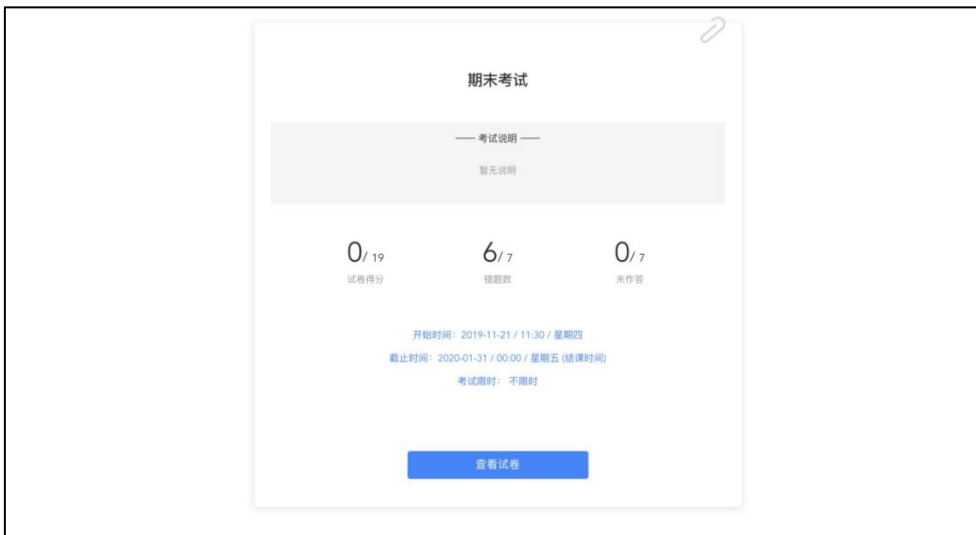 期末考试
—— 考试说明 ——
暂无说明
0/ 19
6/ 7
0/ 7
试卷得分
错题数
未作答
开始时间：2019-11-21 / 11:30 / 星期四
截止时间：2020-01-31 / 00:00 / 星期五 (结课时间)
考试限时： 不限时
查看试卷